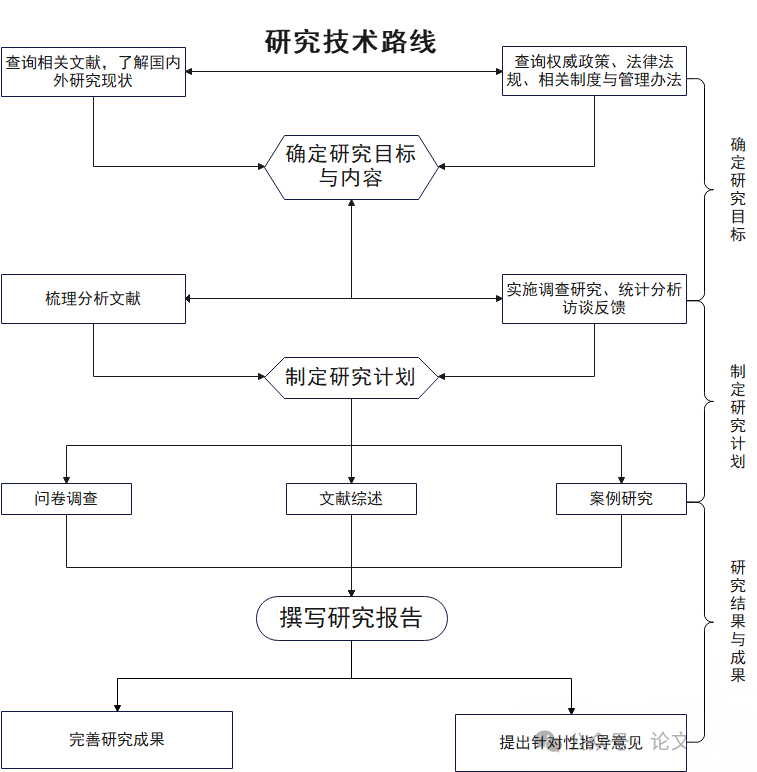 研究技术路线
查询相关文献，了解国内
外研究现状
查询权威政策、法律法
规、相关制度与管理办法
确定研究目标
与内容
确定研究目标
梳理分析文献
实施调查研究、统计分析
访谈反馈
制定研究计划
制定研究计划
问卷调查
文献综述
案例研究
撰写研究报告
研究结果与成果
完善研究成果
提出针对性指导意见
论文